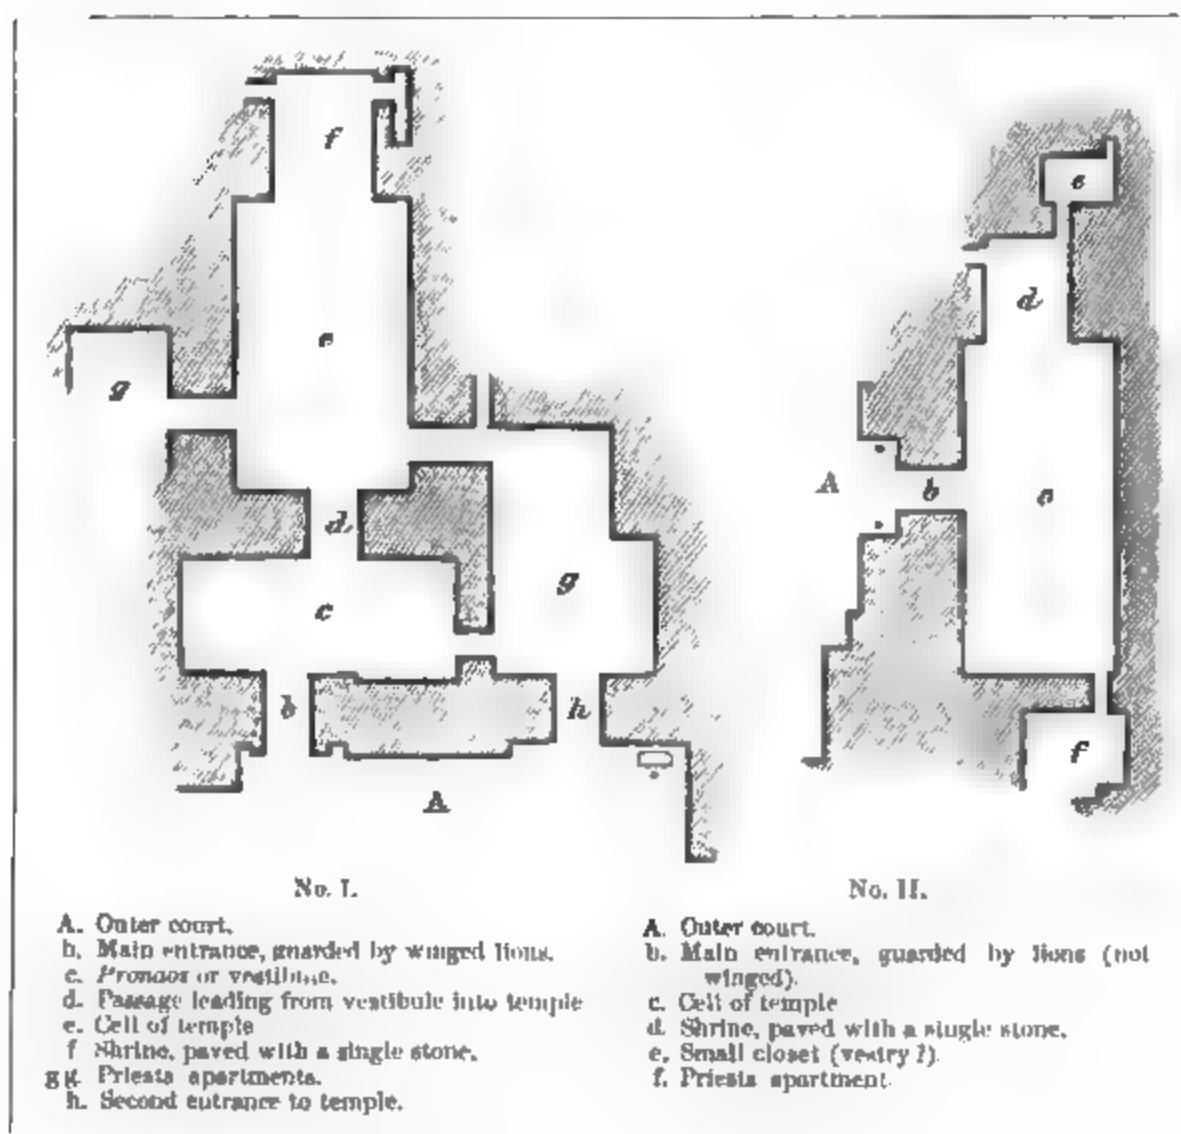 f
e
e
d
g
A
b
c
d
g
c
b
h
f
A
No. I.
No. II.
A. Outer court.
b. Main entrance, guarded by winged lions.
c. Pronaos or vestibule.
d. Passage leading from vestibule into temple
e. Cell of temple
f Shrine, paved with a single stone.
g g. Priests apartments.
h. Second entrance to temple.
A. Outer court.
b. Main entrance, guarded by lions (not
winged).
c. Cell of temple
d. Shrine, paved with a single stone.
e. Small closet (vestry ?)
f. Priests apartment